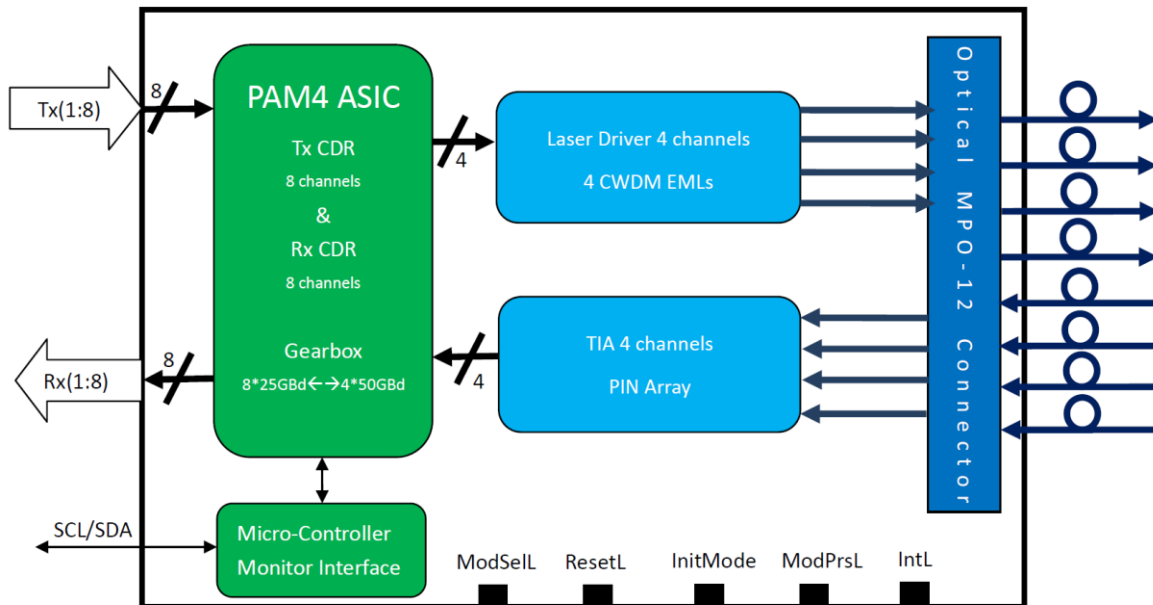 Tx(1:8)
8
PAM4 ASIC
Tx CDR
8 channels
&
Rx CDR
8 channels
Gearbox
8*25GBd←→4*50GBd
4
Laser Driver 4 channels
4 CWDM EMLs
Optical MPO-12 Connector
Rx(1:8)
8
4
TIA 4 channels
PIN Array
SCL/SDA
Micro-Controller
Monitor Interface
ModSelL
ResetL
InitMode
ModPrsL
IntL